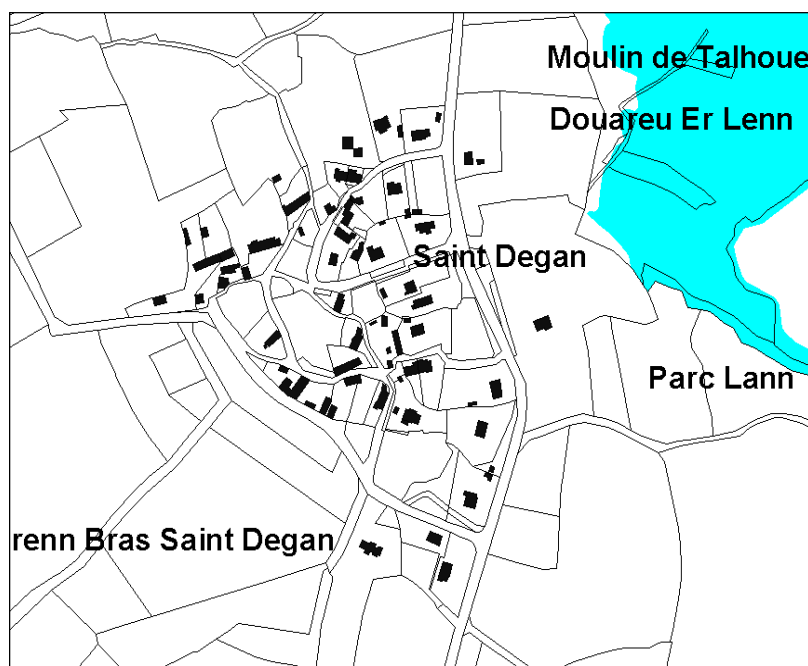 Moulin de Talhoue
Douareu Er Lenn
Saint Degan
Parc Lann
renn Bras Saint Degan